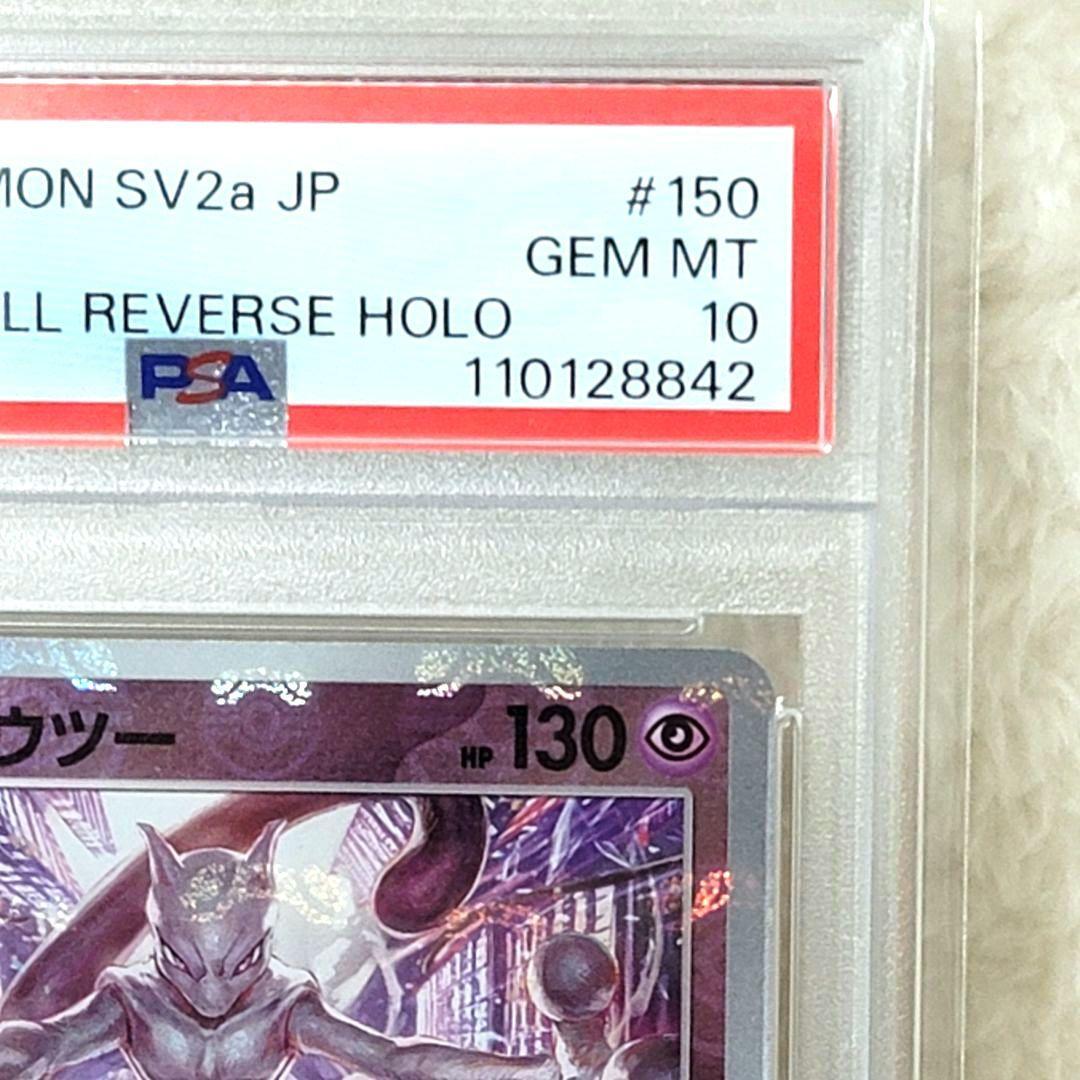 MON SV2a JP #150
GEM MT
LL REVERSE HOLO 10
PSA 110128842
ウツー HP 130